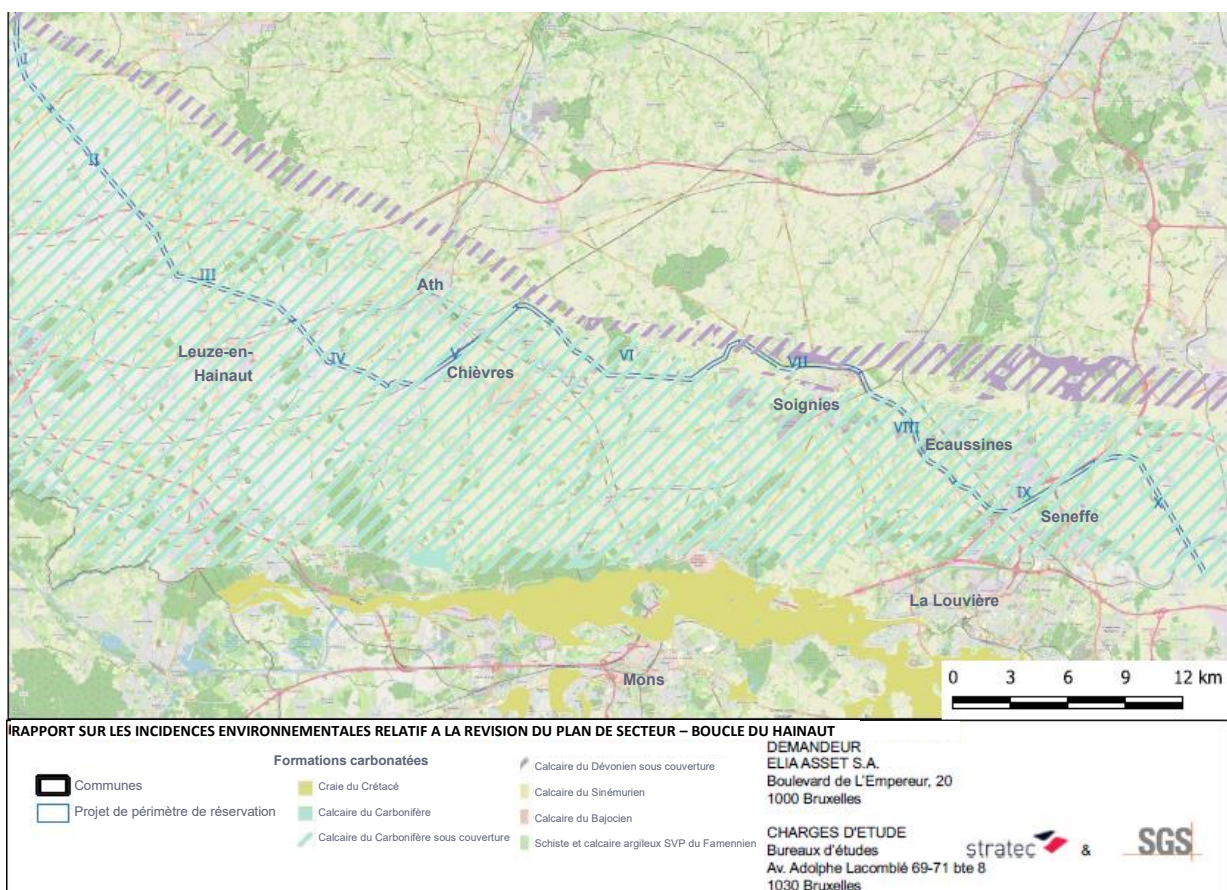 I
II
III
Ath
IV
V
VI
VII
Leuze-en-
Hainaut
Chièvres
Soignies
VIII
Ecaussines
IX
X
Seneffe
La Louvière
Mons
0 3 6 9 12 km
RAPPORT SUR LES INCIDENCES ENVIRONNEMENTALES RELATIF A LA REVISION DU PLAN DE SECTEUR – BOUCLE DU HAINAUT
Communes
Projet de périmètre de réservation
Formations carbonatées
Craie du Crétacé
Calcaire du Carbonifère
Calcaire du Carbonifère sous couverture
Calcaire du Dévonien sous couverture
Calcaire du Sinémurien
Calcaire du Bajocien
Schiste et calcaire argileux SVP du Famennien
DEMANDEUR
ELIA ASSET S.A.
Boulevard de L'Empereur, 20
1000 Bruxelles
CHARGES D'ETUDE
Bureaux d'études
Av. Adolphe Lacomblé 69-71 bte 8
1030 Bruxelles
stratec & SGS